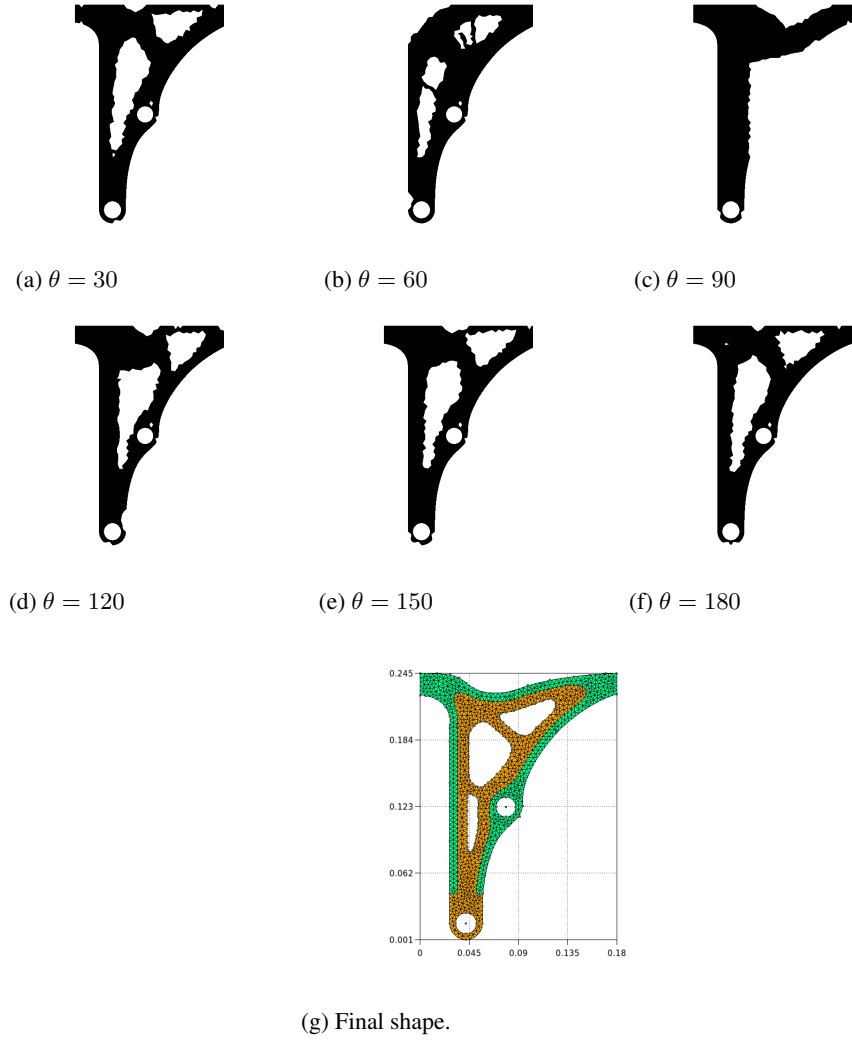 (a) θ = 30
(b) θ = 60
(c) θ = 90
(d) θ = 120
(e) θ = 150
(f) θ = 180
0.245
0.184
0.123
0.062
0.001
0 0.045 0.09 0.135 0.18
(g) Final shape.